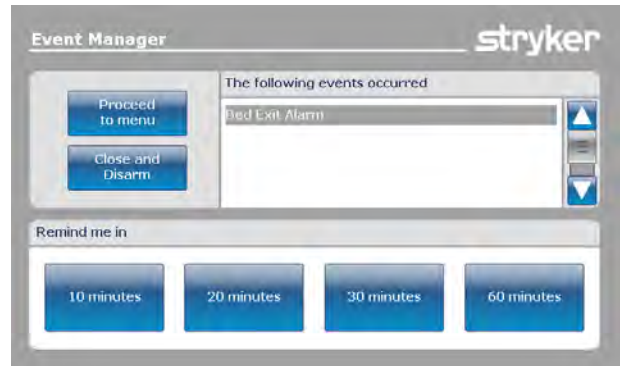 Event Manager
stryker
Proceed
to menu
Close and
Disarm
The following events occurred
Bed Exit Alarm
Remind me in
10 minutes
20 minutes
30 minutes
60 minutes